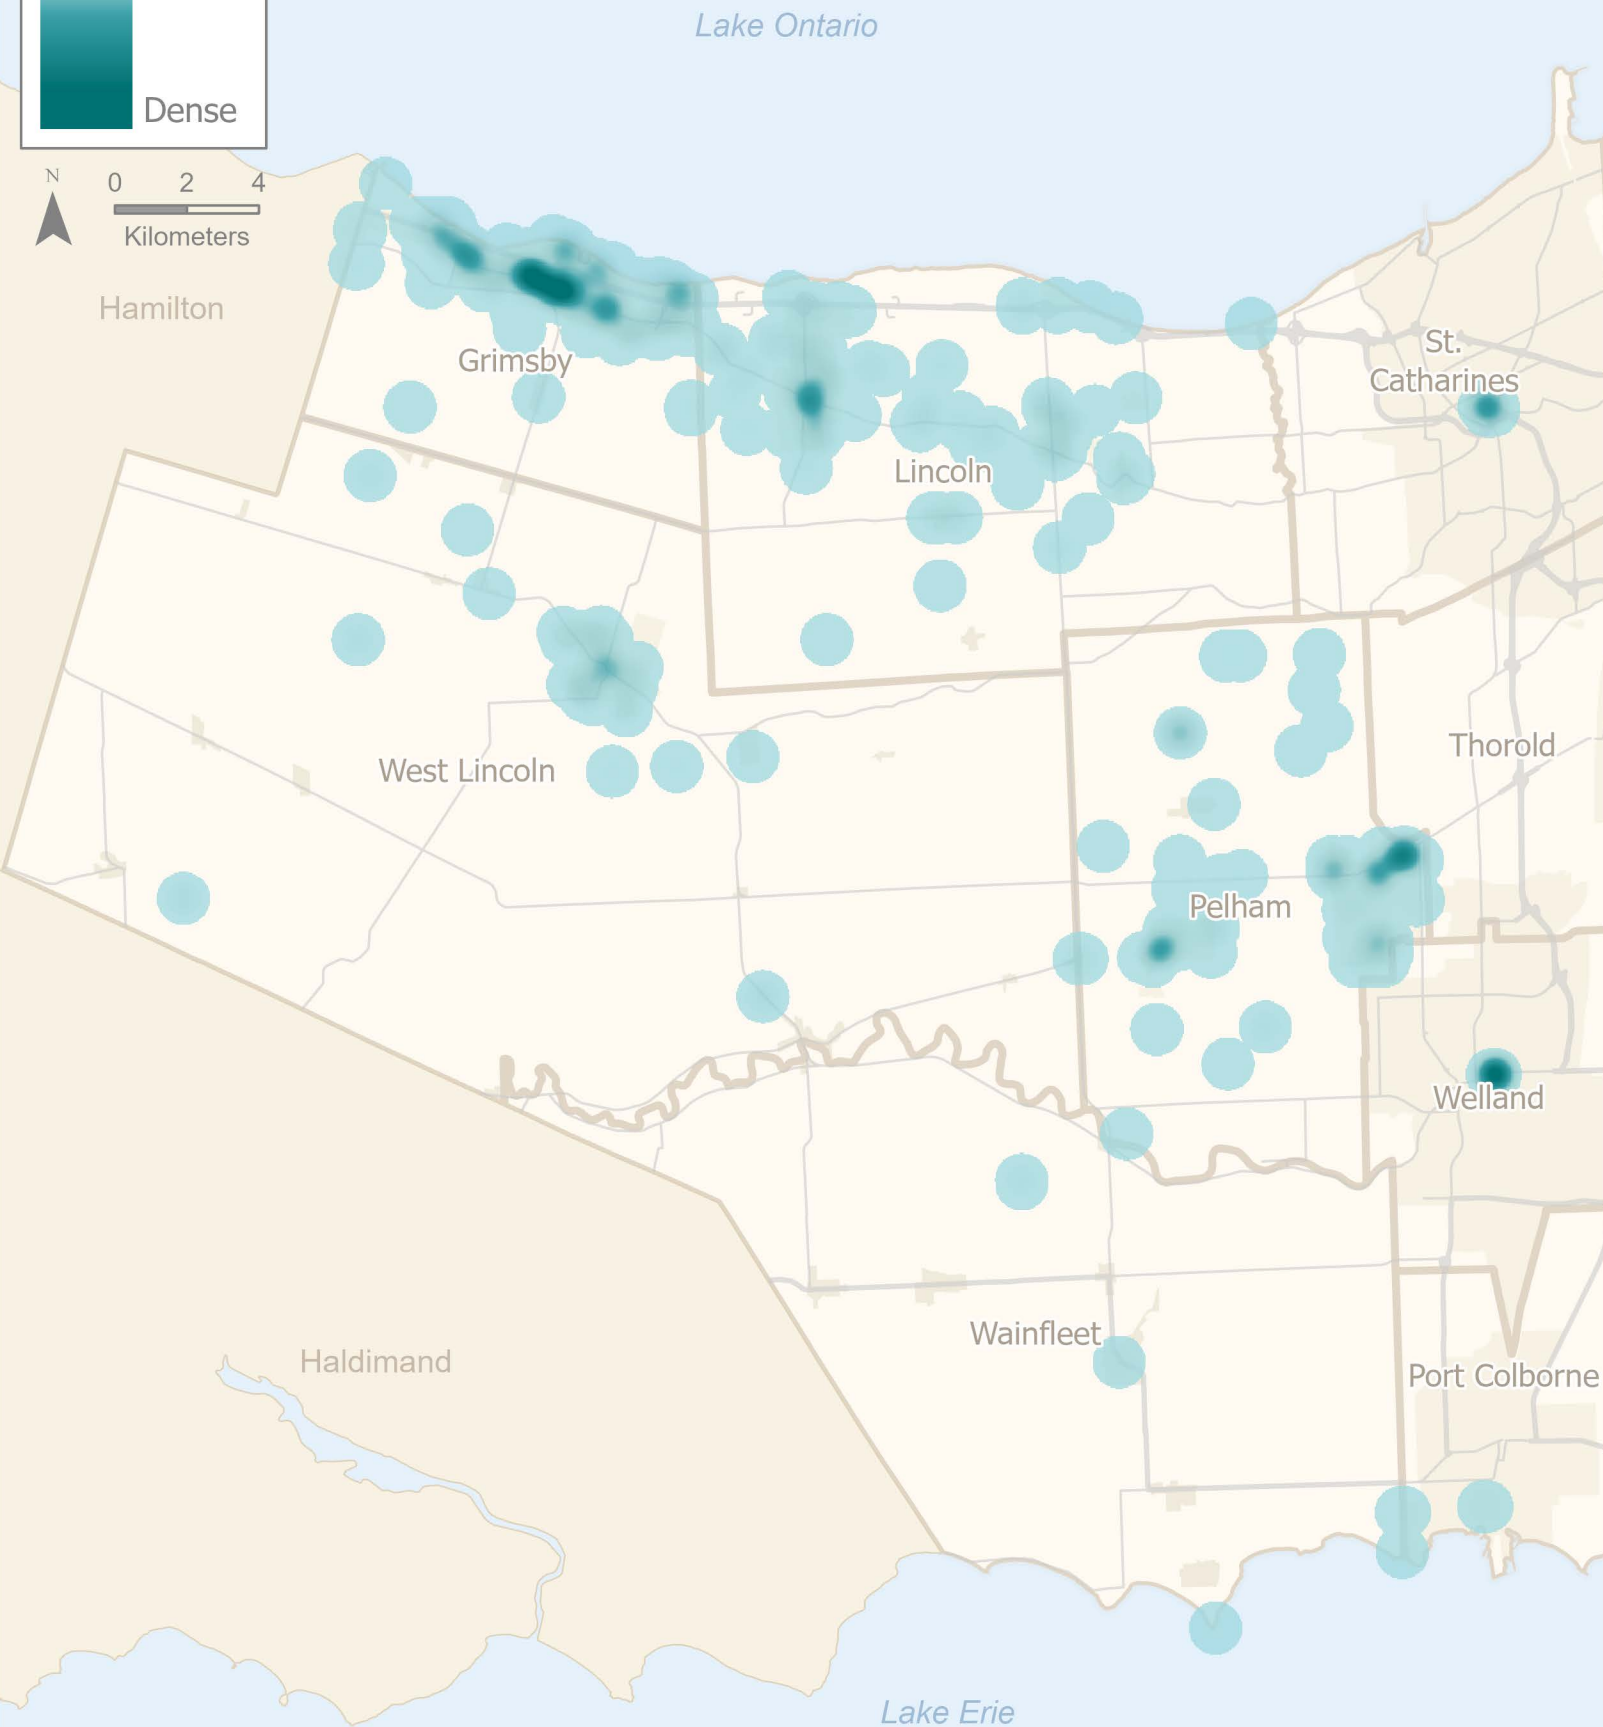 Lake Ontario
Dense
N
0 2 4
Kilometers
Hamilton
Grimsby
St.
Catharines
Lincoln
West Lincoln
Thorold
Pelham
Welland
Wainfleet
Haldimand
Port Colborne
Lake Erie